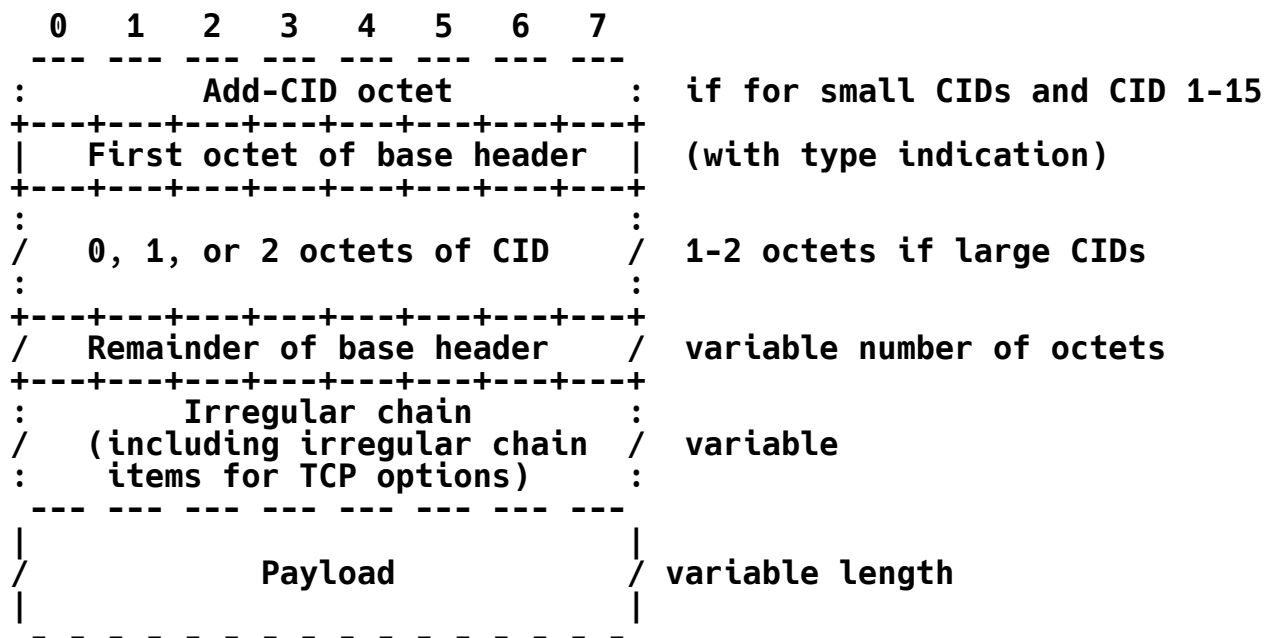 0   1   2   3   4   5   6   7
 --- --- --- --- --- --- --- ---
:         Add-CID octet         :  if for small CIDs and CID 1-15
+---+---+---+---+---+---+---+---+
|   First octet of base header  |  (with type indication)
+---+---+---+---+---+---+---+---+
:                               :
/   0, 1, or 2 octets of CID    /  1-2 octets if large CIDs
:                               :
+---+---+---+---+---+---+---+---+
/   Remainder of base header    /  variable number of octets
+---+---+---+---+---+---+---+---+
:        Irregular chain        :
/   (including irregular chain  /  variable
:    items for TCP options)     :
 --- --- --- --- --- --- --- ---
|                               |
/            Payload            / variable length
|                               |
 - - - - - - - - - - - - - - - -